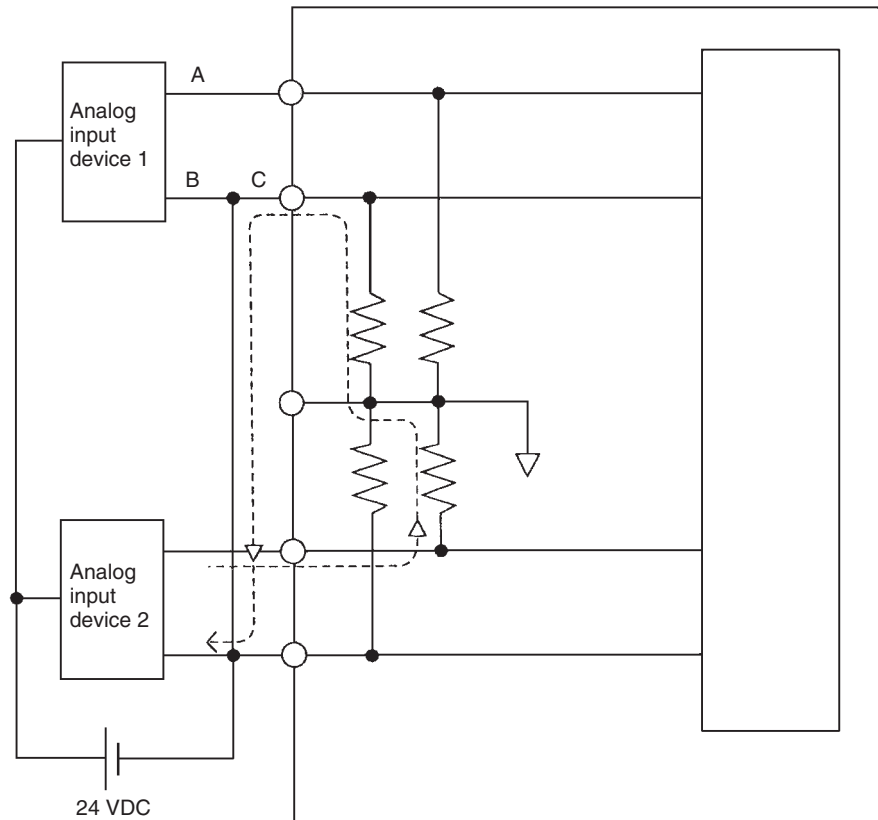 A
Analog
input
device 1
B
C
Analog
input
device 2
24 VDC